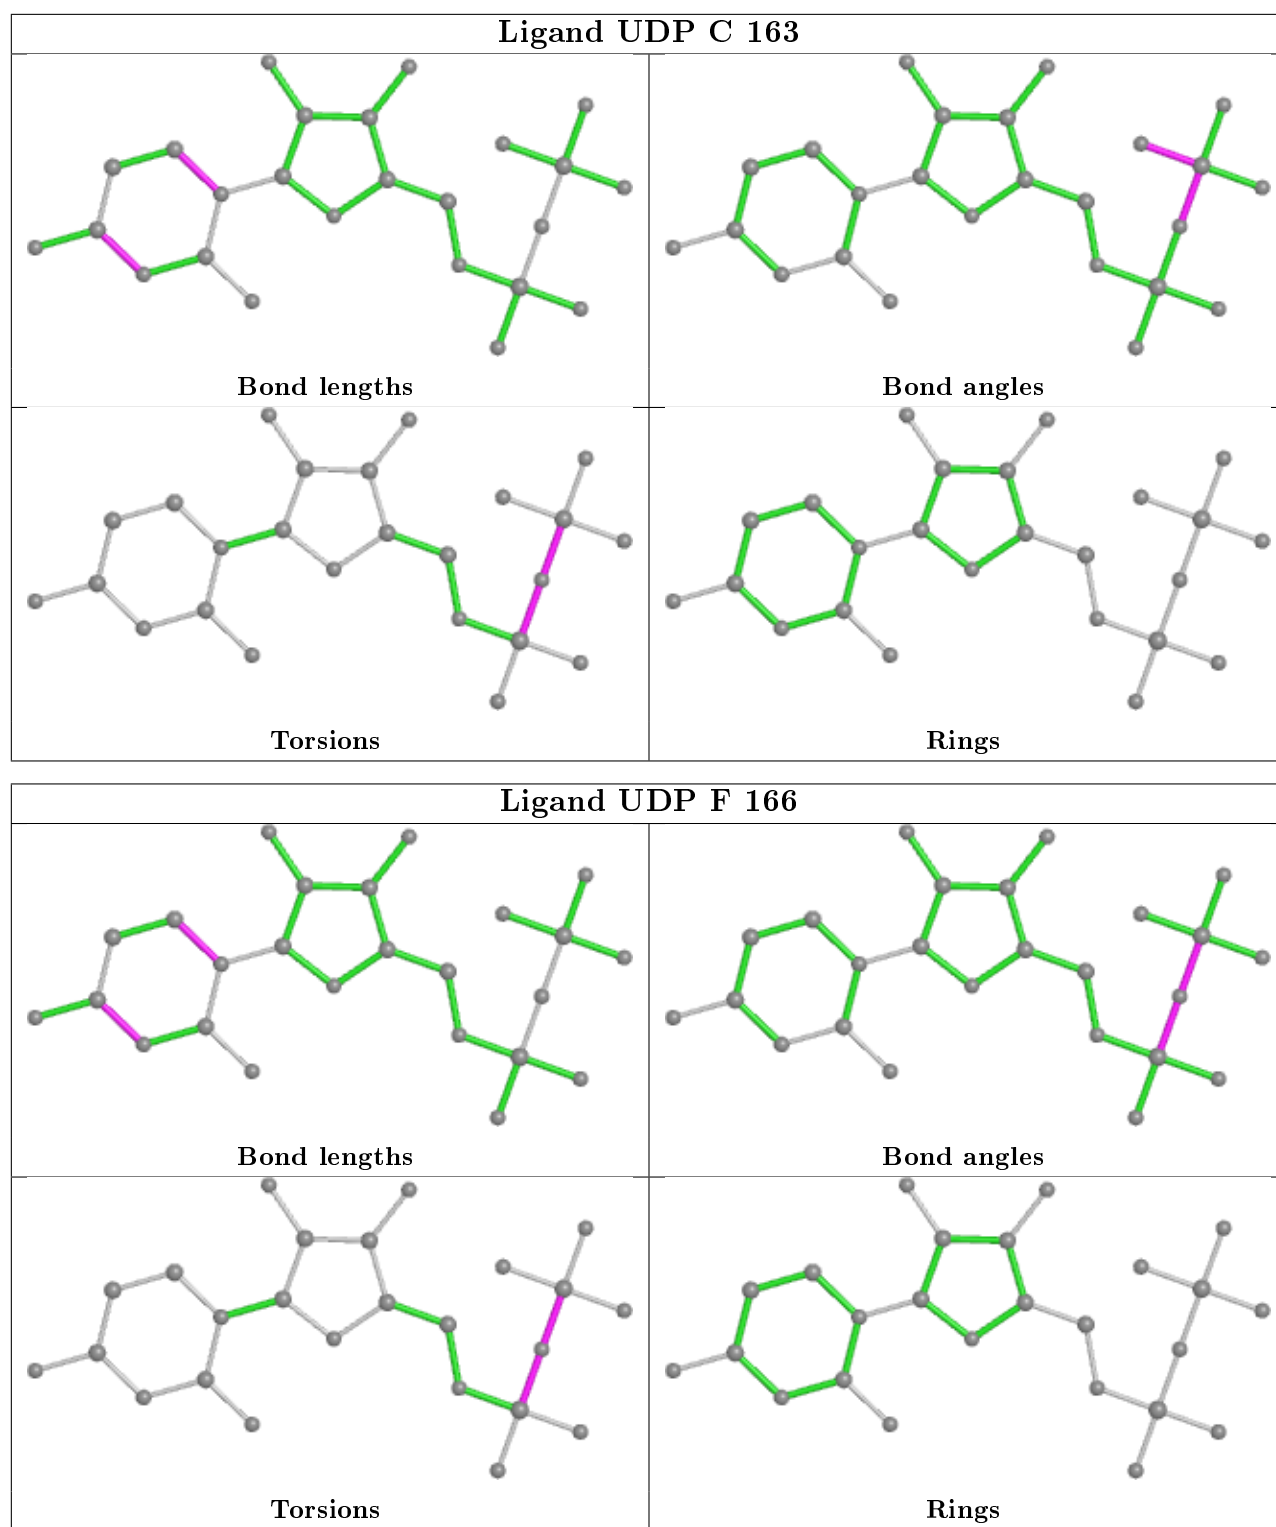 Ligand UDP C 163
Bond lengths
Bond angles
Torsions
Rings
Ligand UDP F 166
Bond lengths
Bond angles
Torsions
Rings